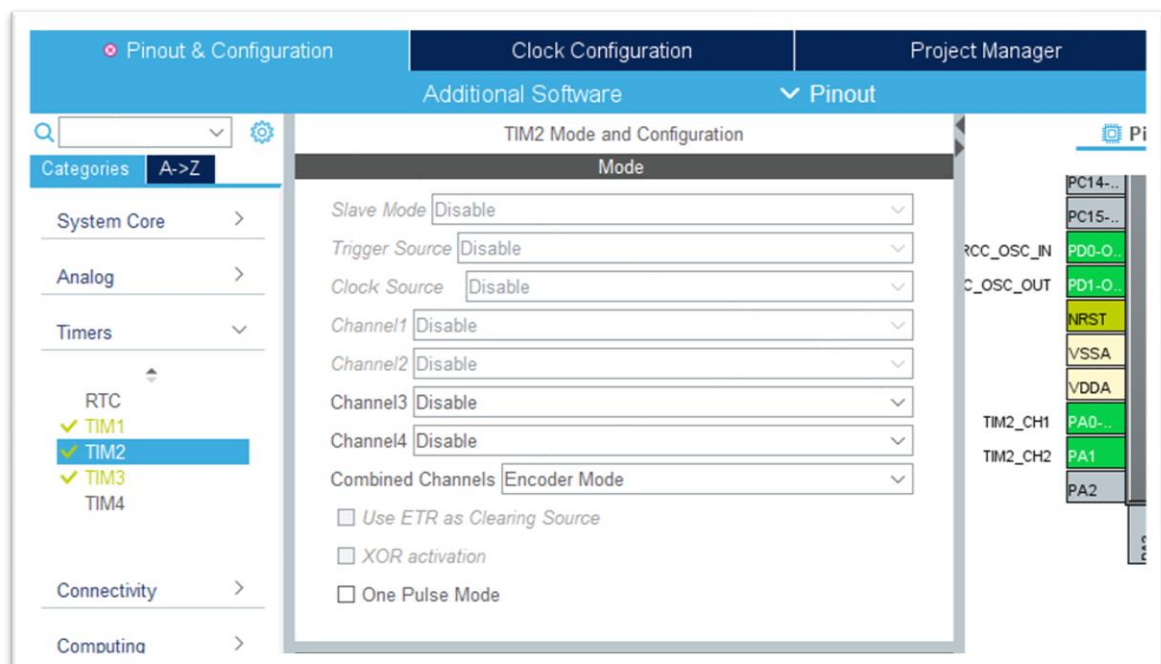 Pinout & Configuration
Clock Configuration
Project Manager
Additional Software
Pinout
Categories
A->Z
System Core
Analog
Timers
RTC
TIM1
TIM2
TIM3
TIM4
Connectivity
Computing
TIM2 Mode and Configuration
Mode
Slave Mode Disable
Trigger Source Disable
Clock Source Disable
Channel1 Disable
Channel2 Disable
Channel3 Disable
Channel4 Disable
Combined Channels Encoder Mode
Use ETR as Clearing Source
XOR activation
One Pulse Mode
Pi
PC14-..
PC15-..
RCC_OSC_IN PD0-O..
C_OSC_OUT PD1-O..
NRST
VSSA
VDDA
TIM2_CH1 PA0-..
TIM2_CH2 PA1
PA2